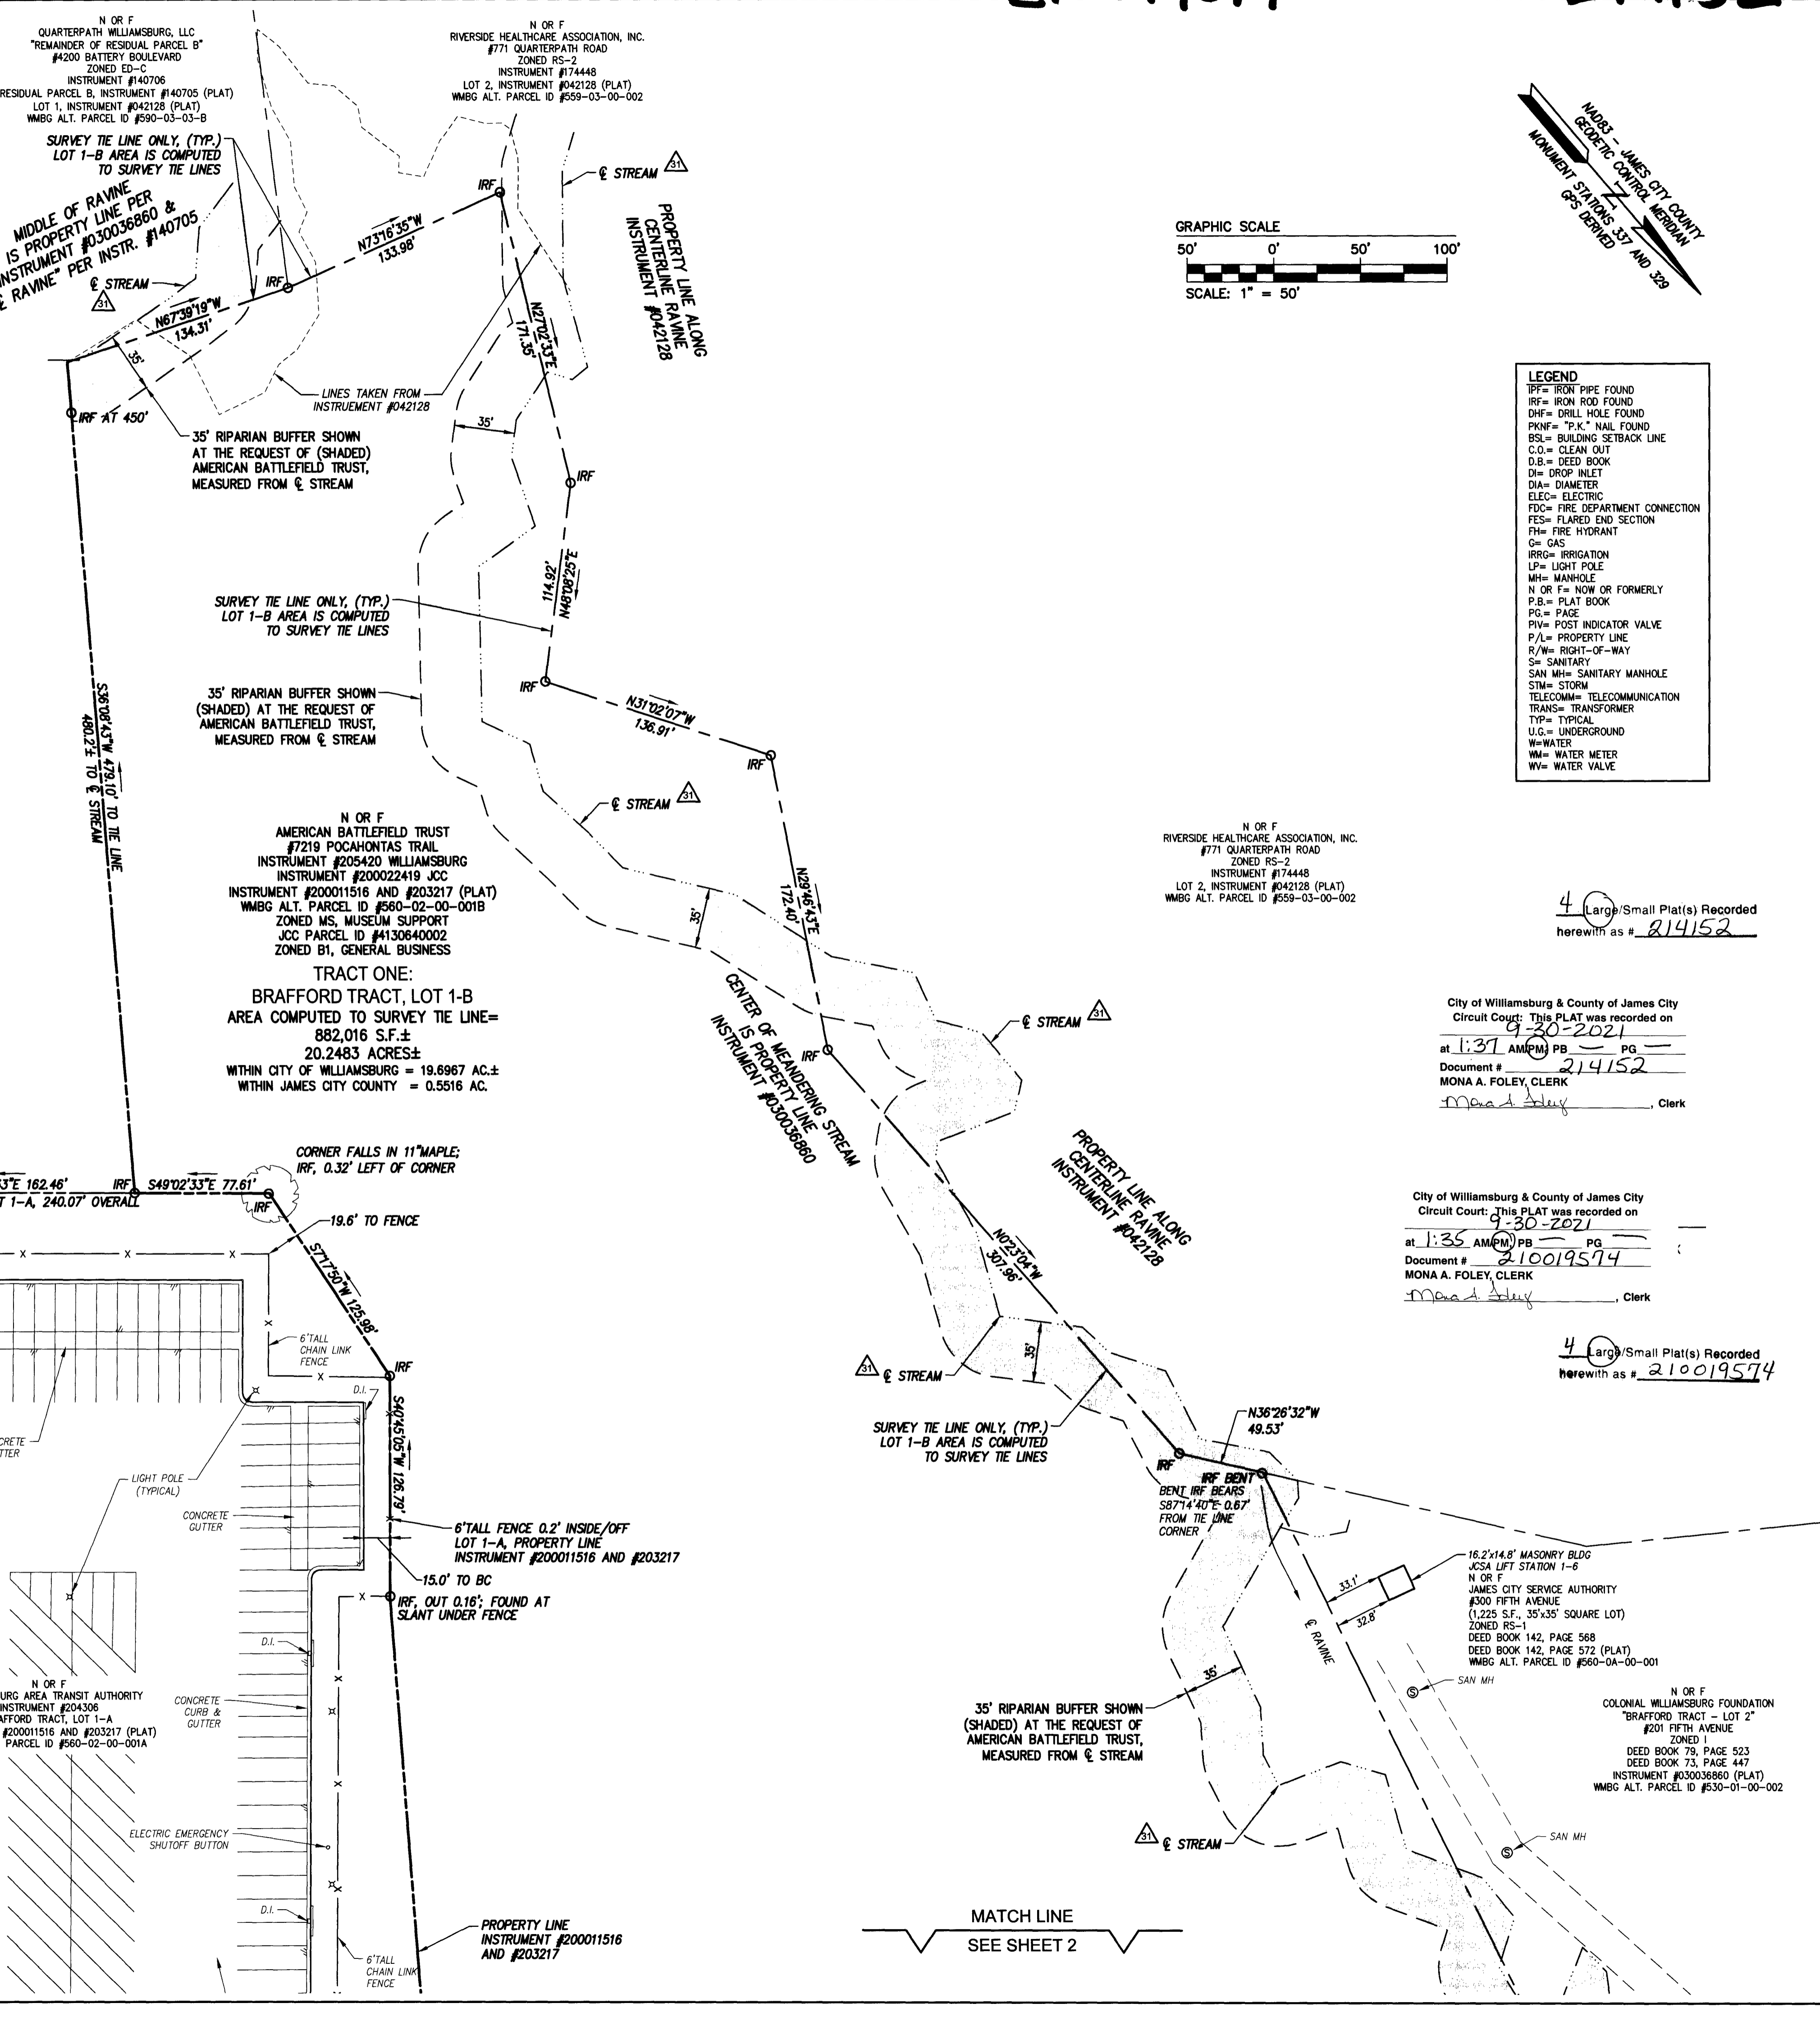 N OR F
QUARTERPATH WILLIAMSBURG, LLC
"REMAINDER OF RESIDUAL PARCEL B"
#4200 BATTERY BOULEVARD
ZONED ED-C
INSTRUMENT #140706
RESIDUAL PARCEL B, INSTRUMENT #140705 (PLAT)
LOT 1, INSTRUMENT #042128 (PLAT)
WMBG ALT. PARCEL ID #590-03-03-B
SURVEY TIE LINE ONLY, (TYP.)
LOT 1-B AREA IS COMPUTED
TO SURVEY TIE LINES
MIDDLE OF RAVINE
IS PROPERTY LINE PER
INSTRUMENT #030036860 &
RAVINE" PER INSTR. #140705
℄ STREAM
31
N OR F
RIVERSIDE HEALTHCARE ASSOCIATION, INC.
#771 QUARTERPATH ROAD
ZONED RS-2
INSTRUMENT #174448
LOT 2, INSTRUMENT #042128 (PLAT)
WMBG ALT. PARCEL ID #559-03-00-002
℄ STREAM
31
IRF
IRF
N73°16'35"W
133.98'
N67°39'19"W
134.31'
35'
PROPERTY LINE ALONG
CENTERLINE RAVINE
INSTRUMENT #042128
N27°02'33"E
171.35'
LINES TAKEN FROM
INSTRUEMENT #042128
IRF AT 450'
35' RIPARIAN BUFFER SHOWN
AT THE REQUEST OF (SHADED)
AMERICAN BATTLEFIELD TRUST,
MEASURED FROM ℄ STREAM
35'
IRF
114.92'
N48°08'25"E
SURVEY TIE LINE ONLY, (TYP.)
LOT 1-B AREA IS COMPUTED
TO SURVEY TIE LINES
IRF
N31°02'07"W
136.91'
IRF
35' RIPARIAN BUFFER SHOWN
(SHADED) AT THE REQUEST OF
AMERICAN BATTLEFIELD TRUST,
MEASURED FROM ℄ STREAM
S36°08'43"W 479.10' TO TIE LINE
480.2'± TO ℄ STREAM
℄ STREAM
31
GRAPHIC SCALE
50' 0' 50' 100'
SCALE: 1" = 50'
NAD83 - JAMES CITY COUNTY
GEODETIC CONTROL MERIDIAN
N
MONUMENT STATIONS 337 AND 329
GPS DERIVED
LEGEND
IPF= IRON PIPE FOUND
IRF= IRON ROD FOUND
DHF= DRILL HOLE FOUND
PKNF= "P.K." NAIL FOUND
BSL= BUILDING SETBACK LINE
C.O.= CLEAN OUT
D.B.= DEED BOOK
DI= DROP INLET
DIA= DIAMETER
ELEC= ELECTRIC
FDC= FIRE DEPARTMENT CONNECTION
FES= FLARED END SECTION
FH= FIRE HYDRANT
G= GAS
IRRG= IRRIGATION
LP= LIGHT POLE
MH= MANHOLE
N OR F= NOW OR FORMERLY
P.B.= PLAT BOOK
PG.= PAGE
PIV= POST INDICATOR VALVE
P/L= PROPERTY LINE
R/W= RIGHT-OF-WAY
S= SANITARY
SAN MH= SANITARY MANHOLE
STM= STORM
TELECOMM= TELECOMMUNICATION
TRANS= TRANSFORMER
TYP= TYPICAL
U.G.= UNDERGROUND
W=WATER
WM= WATER METER
WV= WATER VALVE
N OR F
AMERICAN BATTLEFIELD TRUST
#7219 POCAHONTAS TRAIL
INSTRUMENT #205420 WILLIAMSBURG
INSTRUMENT #200022419 JCC
INSTRUMENT #200011516 AND #203217 (PLAT)
WMBG ALT. PARCEL ID #560-02-00-001B
ZONED MS, MUSEUM SUPPORT
JCC PARCEL ID #4130640002
ZONED B1, GENERAL BUSINESS
TRACT ONE:
BRAFFORD TRACT, LOT 1-B
AREA COMPUTED TO SURVEY TIE LINE=
882,016 S.F.±
20.2483 ACRES±
WITHIN CITY OF WILLIAMSBURG = 19.6967 AC.±
WITHIN JAMES CITY COUNTY = 0.5516 AC.
N29°46'43"E
172.40'
35'
N OR F
RIVERSIDE HEALTHCARE ASSOCIATION, INC.
#771 QUARTERPATH ROAD
ZONED RS-2
INSTRUMENT #174448
LOT 2, INSTRUMENT #042128 (PLAT)
WMBG ALT. PARCEL ID #559-03-00-002
4 Large/Small Plat(s) Recorded
herewith as # 214152
City of Williamsburg & County of James City
Circuit Court: This PLAT was recorded on
9-30-2021
at 1:37 AM/PM, PB — PG —
Document # 214152
MONA A. FOLEY, CLERK
Mona A. Foley, Clerk
CENTER OF MEANDERING STREAM
IS PROPERTY LINE
INSTRUMENT #030036860
IRF
℄ STREAM
31
PROPERTY LINE ALONG
CENTERLINE RAVINE
INSTRUMENT #042128
City of Williamsburg & County of James City
Circuit Court: This PLAT was recorded on
9-30-2021
at 1:35 AM/PM, PB — PG —
Document # 210019574
MONA A. FOLEY, CLERK
Mona A. Foley, Clerk
4 Large/Small Plat(s) Recorded
herewith as # 210019574
CORNER FALLS IN 11"MAPLE;
IRF, 0.32' LEFT OF CORNER
3"E 162.46'
IRF
S49°02'33"E 77.61'
T 1-A, 240.07' OVERALL
IRF
19.6' TO FENCE
S7°17'50"W 125.98'
6'TALL
CHAIN LINK
FENCE
IRF
D.I.
S40°45'05"W 126.79'
N0°23'04"W
307.96'
35'
31
℄ STREAM
SURVEY TIE LINE ONLY, (TYP.)
LOT 1-B AREA IS COMPUTED
TO SURVEY TIE LINES
N36°26'32"W
49.53'
IRF
IRF BENT
BENT IRF BEARS
S87°14'40"E 0.67'
FROM TIE LINE
CORNER
CRETE
TTER
LIGHT POLE
(TYPICAL)
CONCRETE
GUTTER
6'TALL FENCE 0.2' INSIDE/OFF
LOT 1-A, PROPERTY LINE
INSTRUMENT #200011516 AND #203217
15.0' TO BC
IRF, OUT 0.16'; FOUND AT
SLANT UNDER FENCE
16.2'x14.8' MASONRY BLDG
JCSA LIFT STATION 1-6
N OR F
JAMES CITY SERVICE AUTHORITY
#300 FIFTH AVENUE
(1,225 S.F., 35'x35' SQUARE LOT)
ZONED RS-1
DEED BOOK 142, PAGE 568
DEED BOOK 142, PAGE 572 (PLAT)
WMBG ALT. PARCEL ID #560-0A-00-001
33.1'
32.8'
℄ RAVINE
D.I.
35'
SAN MH
S
N OR F
URG AREA TRANSIT AUTHORITY
INSTRUMENT #204306
AFFORD TRACT, LOT 1-A
#200011516 AND #203217 (PLAT)
PARCEL ID #560-02-00-001A
CONCRETE
CURB &
GUTTER
35' RIPARIAN BUFFER SHOWN
(SHADED) AT THE REQUEST OF
AMERICAN BATTLEFIELD TRUST,
MEASURED FROM ℄ STREAM
N OR F
COLONIAL WILLIAMSBURG FOUNDATION
"BRAFFORD TRACT - LOT 2"
#201 FIFTH AVENUE
ZONED I
DEED BOOK 79, PAGE 523
DEED BOOK 73, PAGE 447
INSTRUMENT #030036860 (PLAT)
WMBG ALT. PARCEL ID #530-01-00-002
ELECTRIC EMERGENCY
SHUTOFF BUTTON
31
℄ STREAM
SAN MH
S
D.I.
PROPERTY LINE
INSTRUMENT #200011516
AND #203217
6'TALL
CHAIN LINK
FENCE
MATCH LINE
SEE SHEET 2